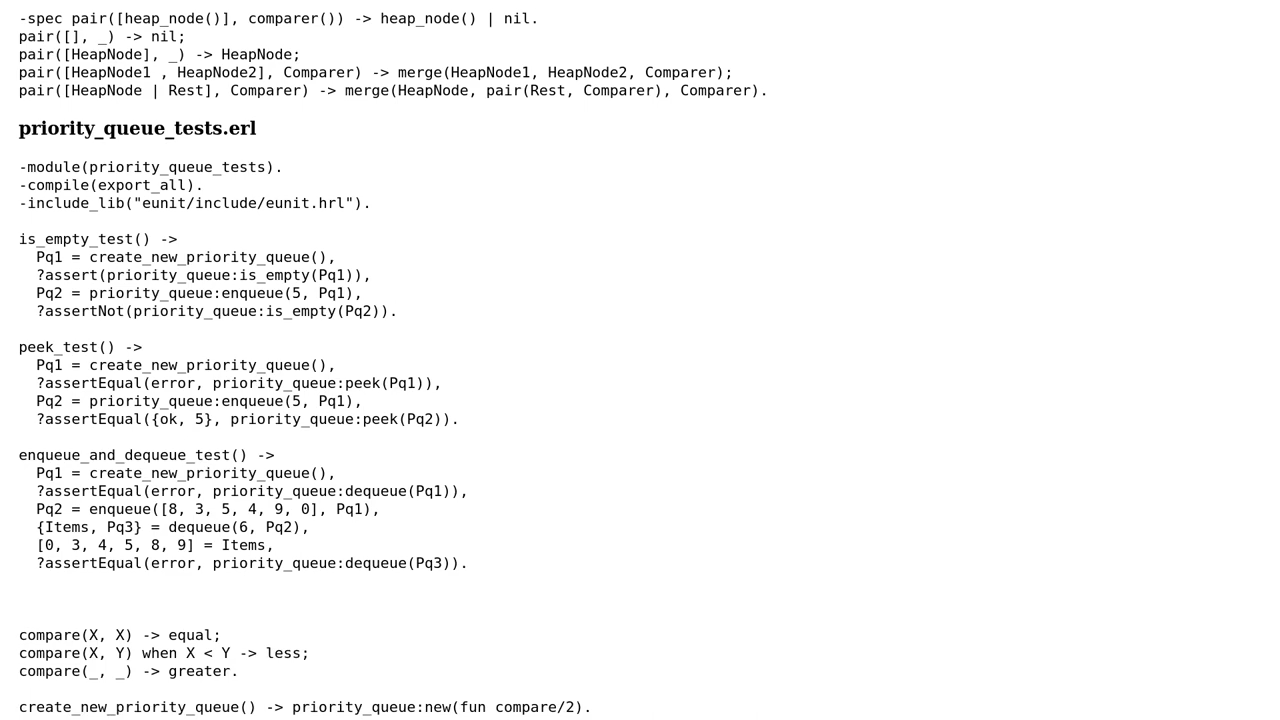 -spec pair([heap_node()], comparer()) -> heap_node() | nil.
pair([], _) -> nil;
pair([HeapNode], _) -> HeapNode;
pair([HeapNode1 , HeapNode2], Comparer) -> merge(HeapNode1, HeapNode2, Comparer);
pair([HeapNode | Rest], Comparer) -> merge(HeapNode, pair(Rest, Comparer), Comparer).
priority_queue_tests.erl
-module(priority_queue_tests).
-compile(export_all).
-include_lib("eunit/include/eunit.hrl").
is_empty_test() ->
  Pq1 = create_new_priority_queue(),
  ?assert(priority_queue:is_empty(Pq1)),
  Pq2 = priority_queue:enqueue(5, Pq1),
  ?assertNot(priority_queue:is_empty(Pq2)).
peek_test() ->
  Pq1 = create_new_priority_queue(),
  ?assertEqual(error, priority_queue:peek(Pq1)),
  Pq2 = priority_queue:enqueue(5, Pq1),
  ?assertEqual({ok, 5}, priority_queue:peek(Pq2)).
enqueue_and_dequeue_test() ->
  Pq1 = create_new_priority_queue(),
  ?assertEqual(error, priority_queue:dequeue(Pq1)),
  Pq2 = enqueue([8, 3, 5, 4, 9, 0], Pq1),
  {Items, Pq3} = dequeue(6, Pq2),
  [0, 3, 4, 5, 8, 9] = Items,
  ?assertEqual(error, priority_queue:dequeue(Pq3)).
compare(X, X) -> equal;
compare(X, Y) when X < Y -> less;
compare(_, _) -> greater.
create_new_priority_queue() -> priority_queue:new(fun compare/2).